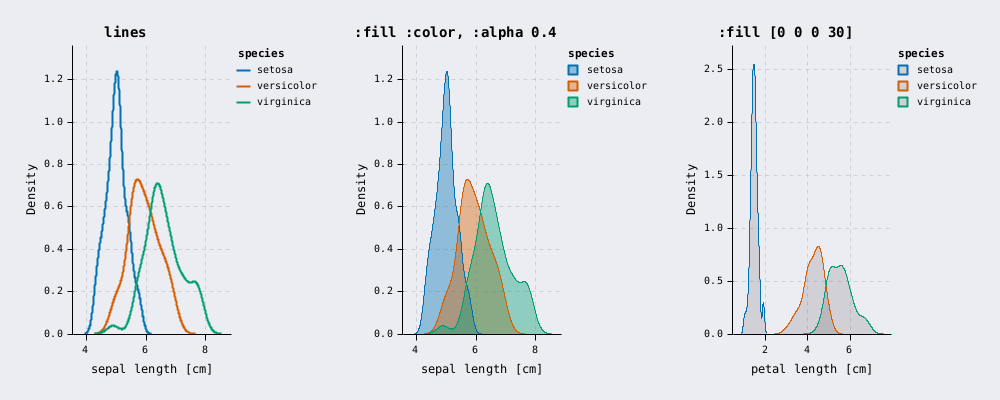 lines
species
setosa
versicolor
virginica
Density
1.2
1.0
0.8
0.6
0.4
0.2
0.0
4 6 8
sepal length [cm]
:fill :color, :alpha 0.4
species
setosa
versicolor
virginica
Density
1.2
1.0
0.8
0.6
0.4
0.2
0.0
4 6 8
sepal length [cm]
:fill [0 0 0 30]
species
setosa
versicolor
virginica
Density
2.5
2.0
1.5
1.0
0.5
0.0
2 4 6
petal length [cm]